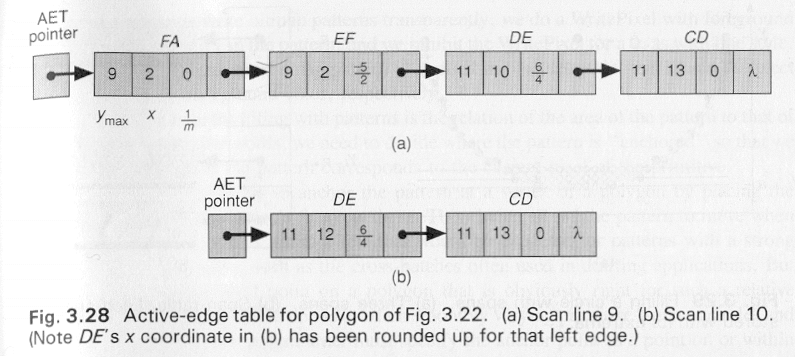 AET
pointer
FA
EF
DE
CD
9 2 0
9 2 -5/2
11 10 6/4
11 13 0 λ
y max x 1/m
(a)
AET
pointer
DE
CD
11 12 6/4
11 13 0 λ
(b)
Fig. 3.28 Active-edge table for polygon of Fig. 3.22. (a) Scan line 9. (b) Scan line 10.
(Note DE's x coordinate in (b) has been rounded up for that left edge.)